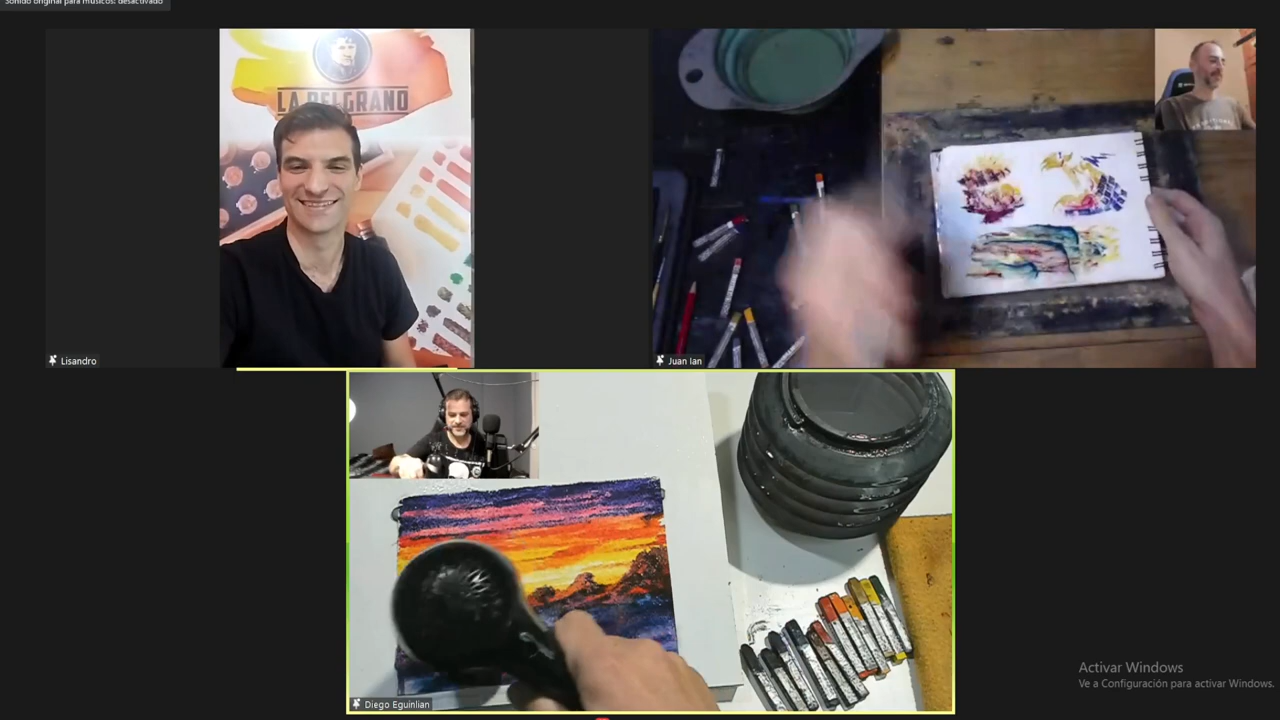 Sonido original para músicos: desactivado
LA BELGRANO
Lisandro
Juan Ian
Diego Eguinlian
Activar Windows
Ve a Configuración para activar Windows.